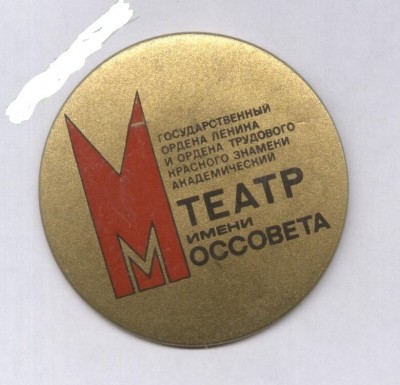 ГОСУДАРСТВЕННЫЙ
ОРДЕНА ЛЕНИНА
И ОРДЕНА ТРУДОВОГО
КРАСНОГО ЗНАМЕНИ
АКАДЕМИЧЕСКИЙ
ТЕАТР
ИМЕНИ
МОССОВЕТА